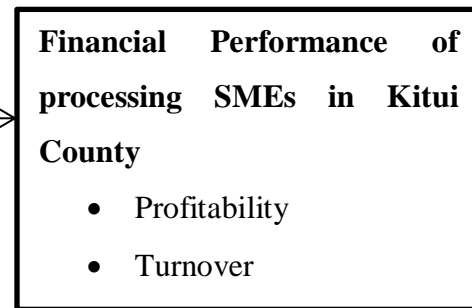 Financial Performance of
processing SMEs in Kitui
County
• Profitability
• Turnover